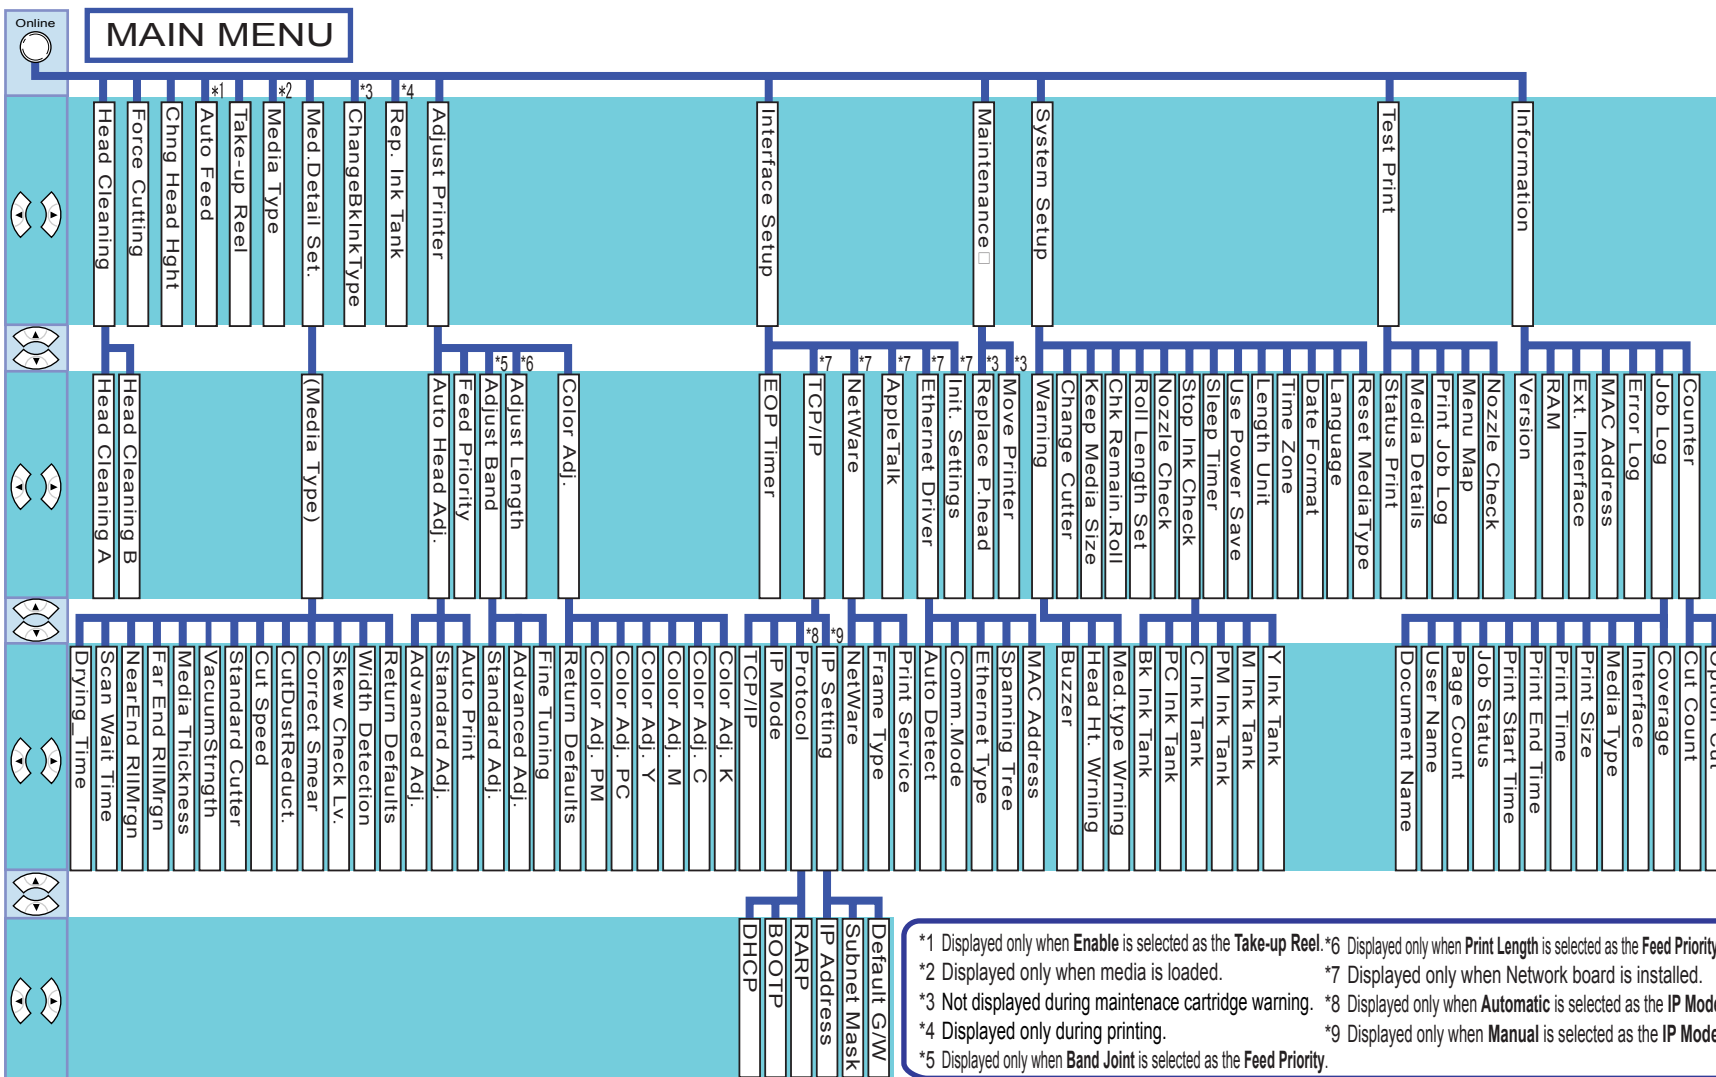 Online
MAIN MENU
Head Cleaning
Force Cutting
Chng Head Hght
Auto Feed
*1
Take-up Reel
Media Type
*2
Med.Detail Set.
ChangeBkInkType
*3
Rep. Ink Tank
*4
Adjust Printer
Interface Setup
Maintenance □
System Setup
Test Print
Information
Head Cleaning A
Head Cleaning B
(Media Type)
Auto Head Adj.
Feed Priority
Adjust Band
*5
Adjust Length
*6
Color Adj.
EOP Timer
TCP/IP
*7
NetWare
*7
AppleTalk
*7
Ethernet Driver
*7
Init. Settings
*7
Replace P.head
*3
Move Printer
*3
Warning
Change Cutter
Keep Media Size
Chk Remain.Roll
Roll Length Set
Nozzle Check
Stop Ink Check
Sleep Timer
Use Power Save
Length Unit
Time Zone
Date Format
Language
Reset MediaType
Status Print
Media Details
Print Job Log
Menu Map
Nozzle Check
Version
RAM
Ext. Interface
MAC Address
Error Log
Job Log
Counter
Drying_Time
Scan Wait Time
NearEnd RllMrgn
Far End RllMrgn
Media Thickness
VacuumStrngth
Standard Cutter
Cut Speed
CutDustReduct.
Correct Smear
Skew Check Lv.
Width Detection
Return Defaults
Advanced Adj.
Standard Adj.
Auto Print
Standard Adj.
Advanced Adj.
Fine Tuning
Return Defaults
Color Adj. PM
Color Adj. PC
Color Adj. Y
Color Adj. M
Color Adj. C
Color Adj. K
TCP/IP
IP Mode
Protocol
*8
IP Setting
*9
NetWare
Frame Type
Print Service
Auto Detect
Comm.Mode
Ethernet Type
Spanning Tree
MAC Address
Buzzer
Head Ht. Wrning
Med.type Wrning
Bk Ink Tank
PC Ink Tank
C Ink Tank
PM Ink Tank
M Ink Tank
Y Ink Tank
Document Name
User Name
Page Count
Job Status
Print Start Time
Print End Time
Print Time
Print Size
Media Type
Interface
Coverage
Cut Count
Option Cut
DHCP
BOOTP
RARP
IP Address
Subnet Mask
Default G/W
*1 Displayed only when Enable is selected as the Take-up Reel.
*2 Displayed only when media is loaded.
*3 Not displayed during maintenace cartridge warning.
*4 Displayed only during printing.
*5 Displayed only when Band Joint is selected as the Feed Priority.
*6 Displayed only when Print Length is selected as the Feed Priority
*7 Displayed only when Network board is installed.
*8 Displayed only when Automatic is selected as the IP Mode
*9 Displayed only when Manual is selected as the IP Mode